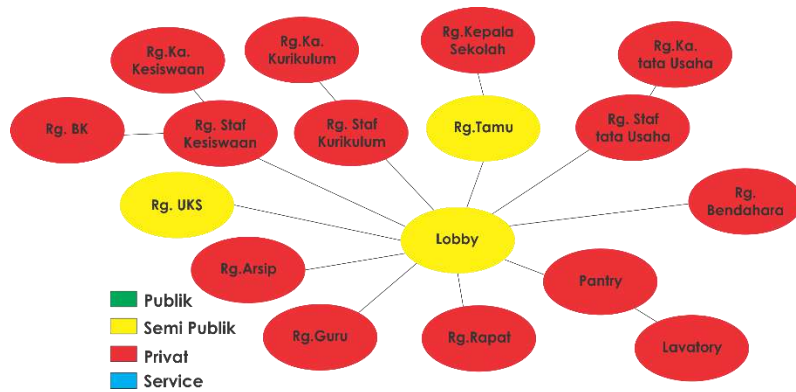 Rg.Ka.
Kesiswaan
Rg.Ka.
Kurikulum
Rg.Kepala
Sekolah
Rg.Ka.
tata Usaha
Rg. BK
Rg. Staf
Kesiswaan
Rg. Staf
Kurikulum
Rg.Tamu
Rg. Staf
tata Usaha
Rg. UKS
Lobby
Rg.
Bendahara
Rg.Arsip
Pantry
Rg.Guru
Rg.Rapat
Lavatory
Publik
Semi Publik
Privat
Service